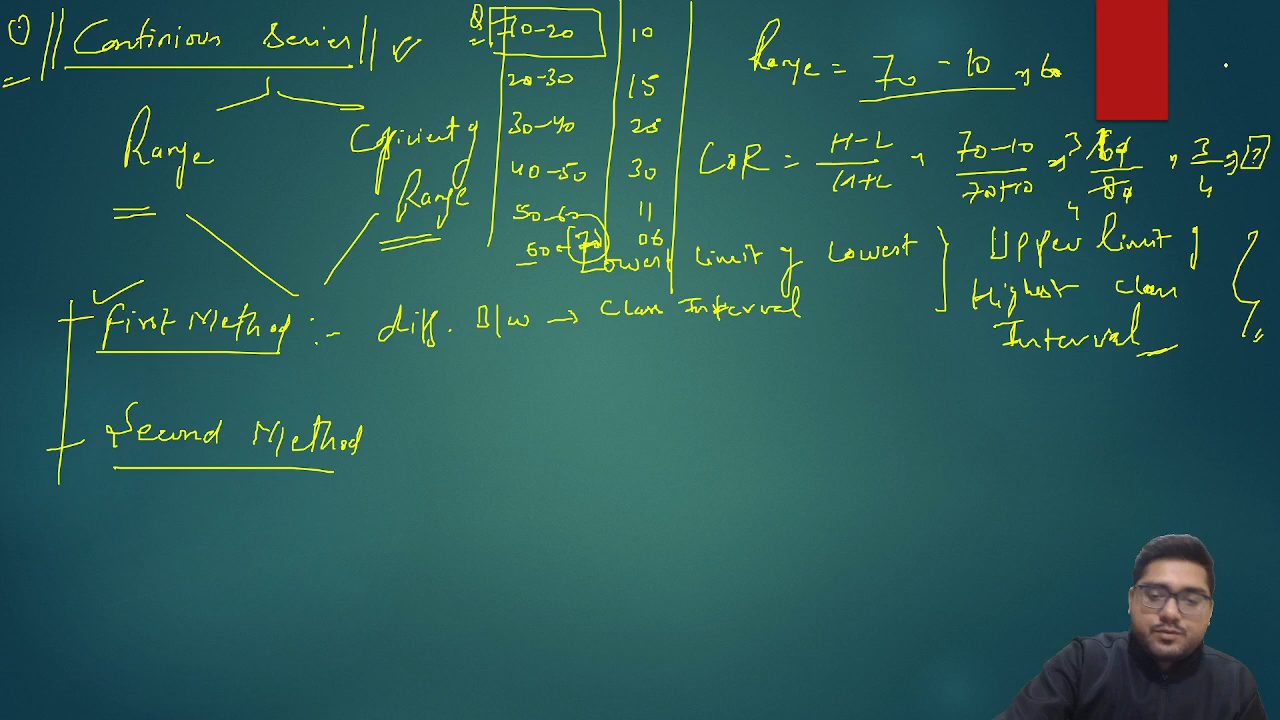 Continious Series
Range
Cofficient of
Range
Q 10-20 10
20-30 15
30-40 25
40-50 30
50-60 11
60-70 06
Range = 70 - 10 = 60
COR = H-L / H+L = 70-10 / 70+10 = 60 / 80 = 3 / 4 = [?]
First Method :- diff. B/w → Lowest Limit of Lowest
Class Interval
Upper limit of
Highest class
Interval
Second Method